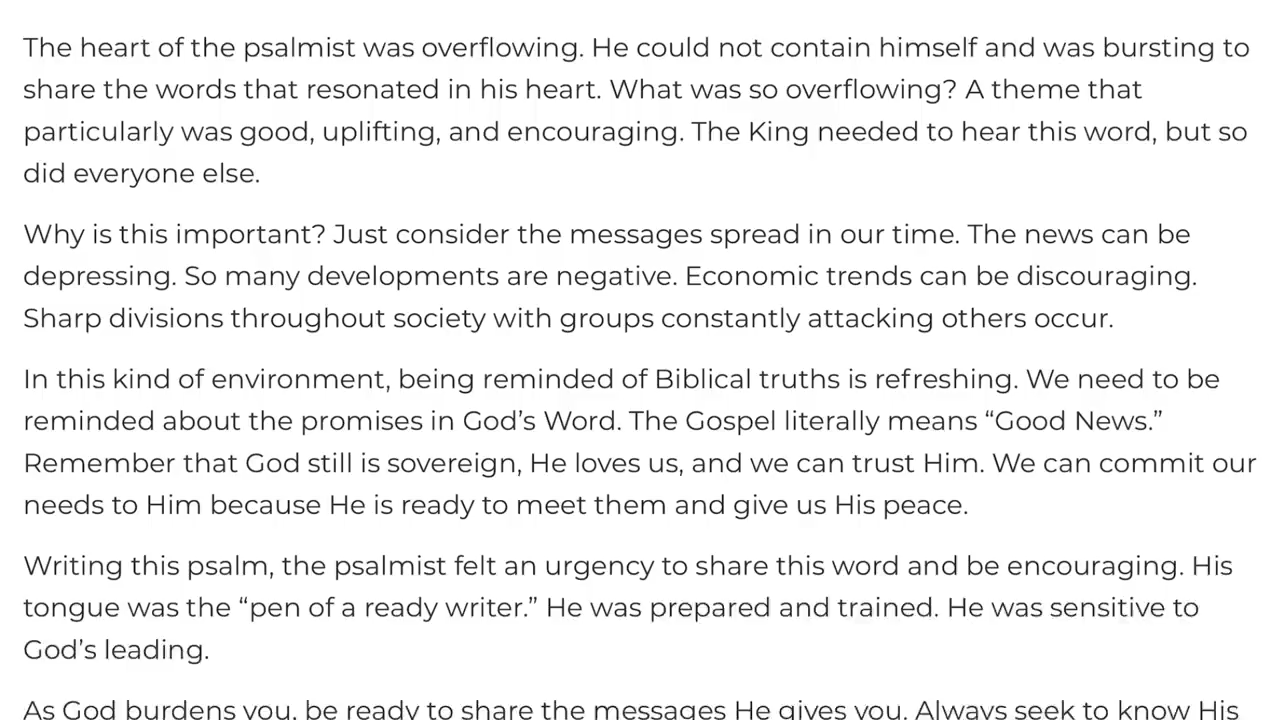 The heart of the psalmist was overflowing. He could not contain himself and was bursting to
share the words that resonated in his heart. What was so overflowing? A theme that
particularly was good, uplifting, and encouraging. The King needed to hear this word, but so
did everyone else.
Why is this important? Just consider the messages spread in our time. The news can be
depressing. So many developments are negative. Economic trends can be discouraging.
Sharp divisions throughout society with groups constantly attacking others occur.
In this kind of environment, being reminded of Biblical truths is refreshing. We need to be
reminded about the promises in God’s Word. The Gospel literally means “Good News.”
Remember that God still is sovereign, He loves us, and we can trust Him. We can commit our
needs to Him because He is ready to meet them and give us His peace.
Writing this psalm, the psalmist felt an urgency to share this word and be encouraging. His
tongue was the “pen of a ready writer.” He was prepared and trained. He was sensitive to
God’s leading.
As God burdens you, be ready to share the messages He gives you. Always seek to know His